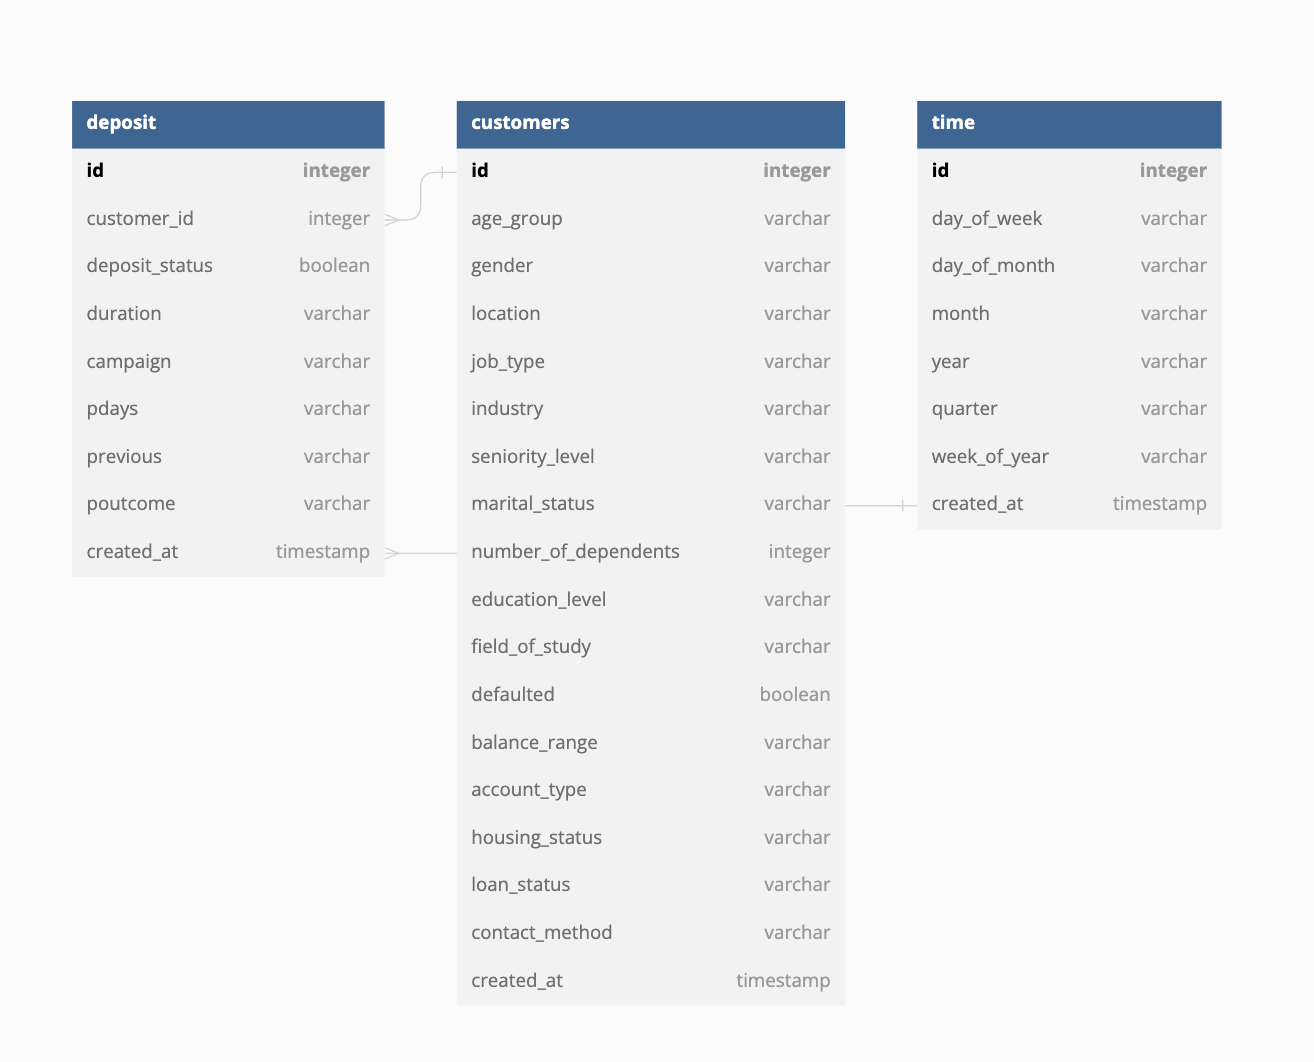 deposit
id integer
customer_id integer
deposit_status boolean
duration varchar
campaign varchar
pdays varchar
previous varchar
poutcome varchar
created_at timestamp
customers
id integer
age_group varchar
gender varchar
location varchar
job_type varchar
industry varchar
seniority_level varchar
marital_status varchar
number_of_dependents integer
education_level varchar
field_of_study varchar
defaulted boolean
balance_range varchar
account_type varchar
housing_status varchar
loan_status varchar
contact_method varchar
created_at timestamp
time
id integer
day_of_week varchar
day_of_month varchar
month varchar
year varchar
quarter varchar
week_of_year varchar
created_at timestamp